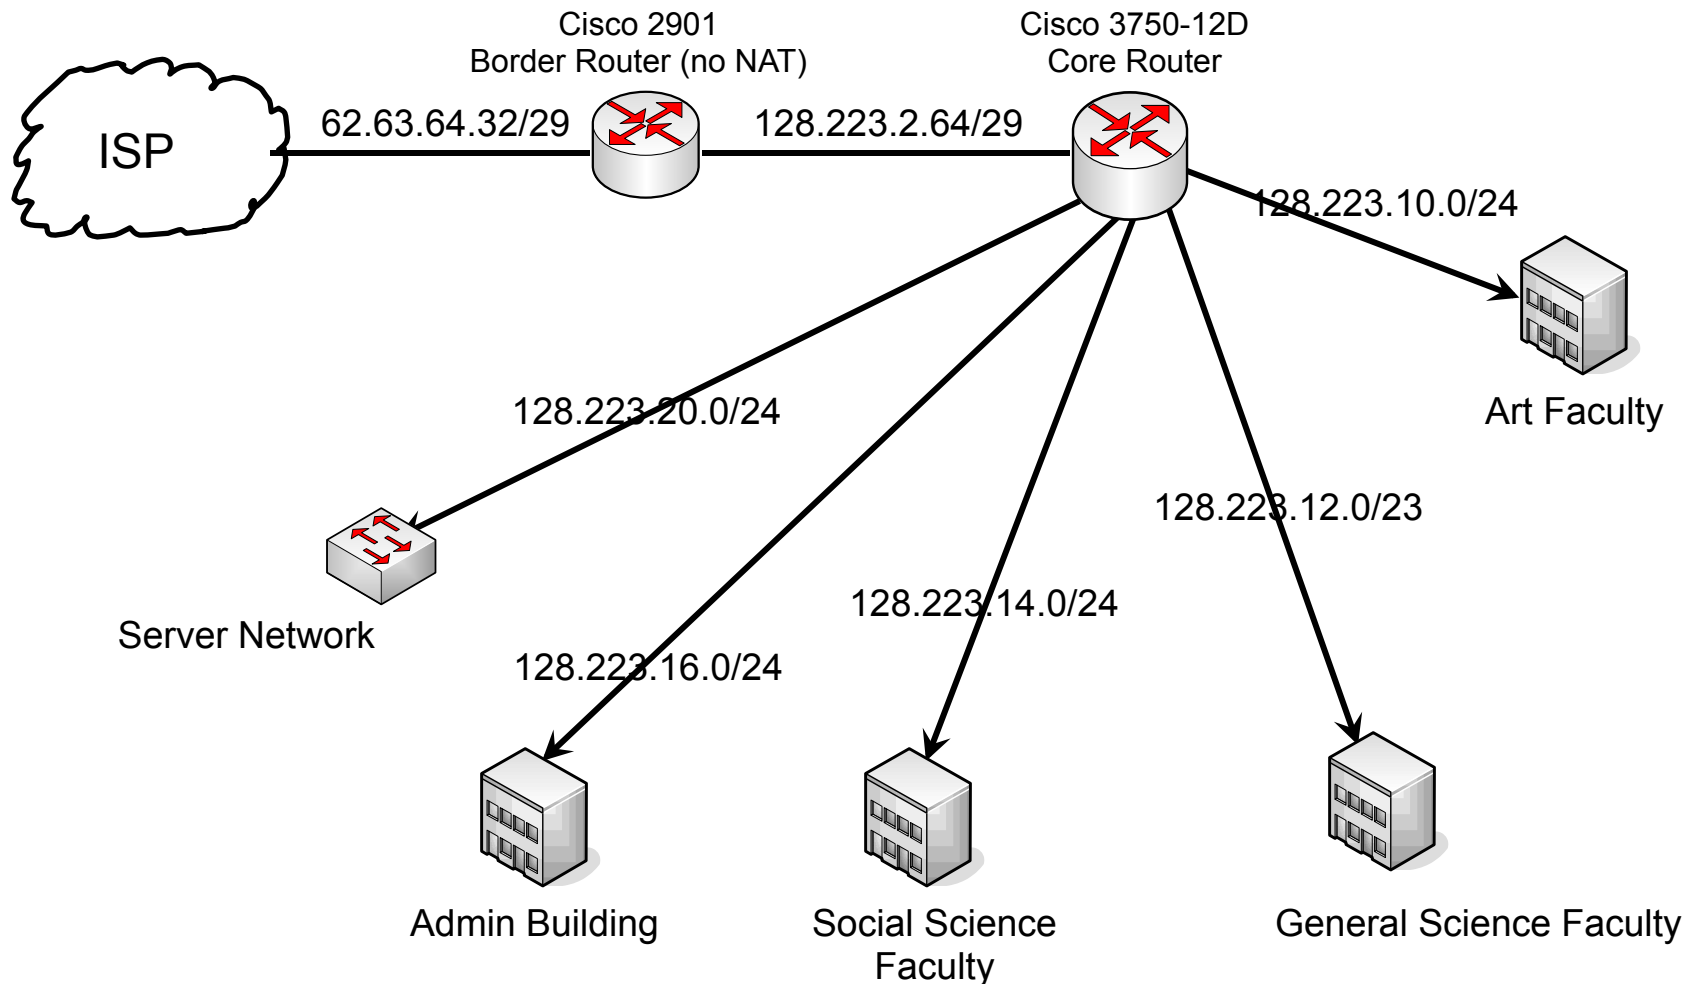 Cisco 2901
Border Router (no NAT)
Cisco 3750-12D
Core Router
ISP
62.63.64.32/29
128.223.2.64/29
128.223.10.0/24
Art Faculty
128.223.20.0/24
128.223.12.0/23
128.223.14.0/24
Server Network
128.223.16.0/24
Admin Building
Social Science
Faculty
General Science Faculty